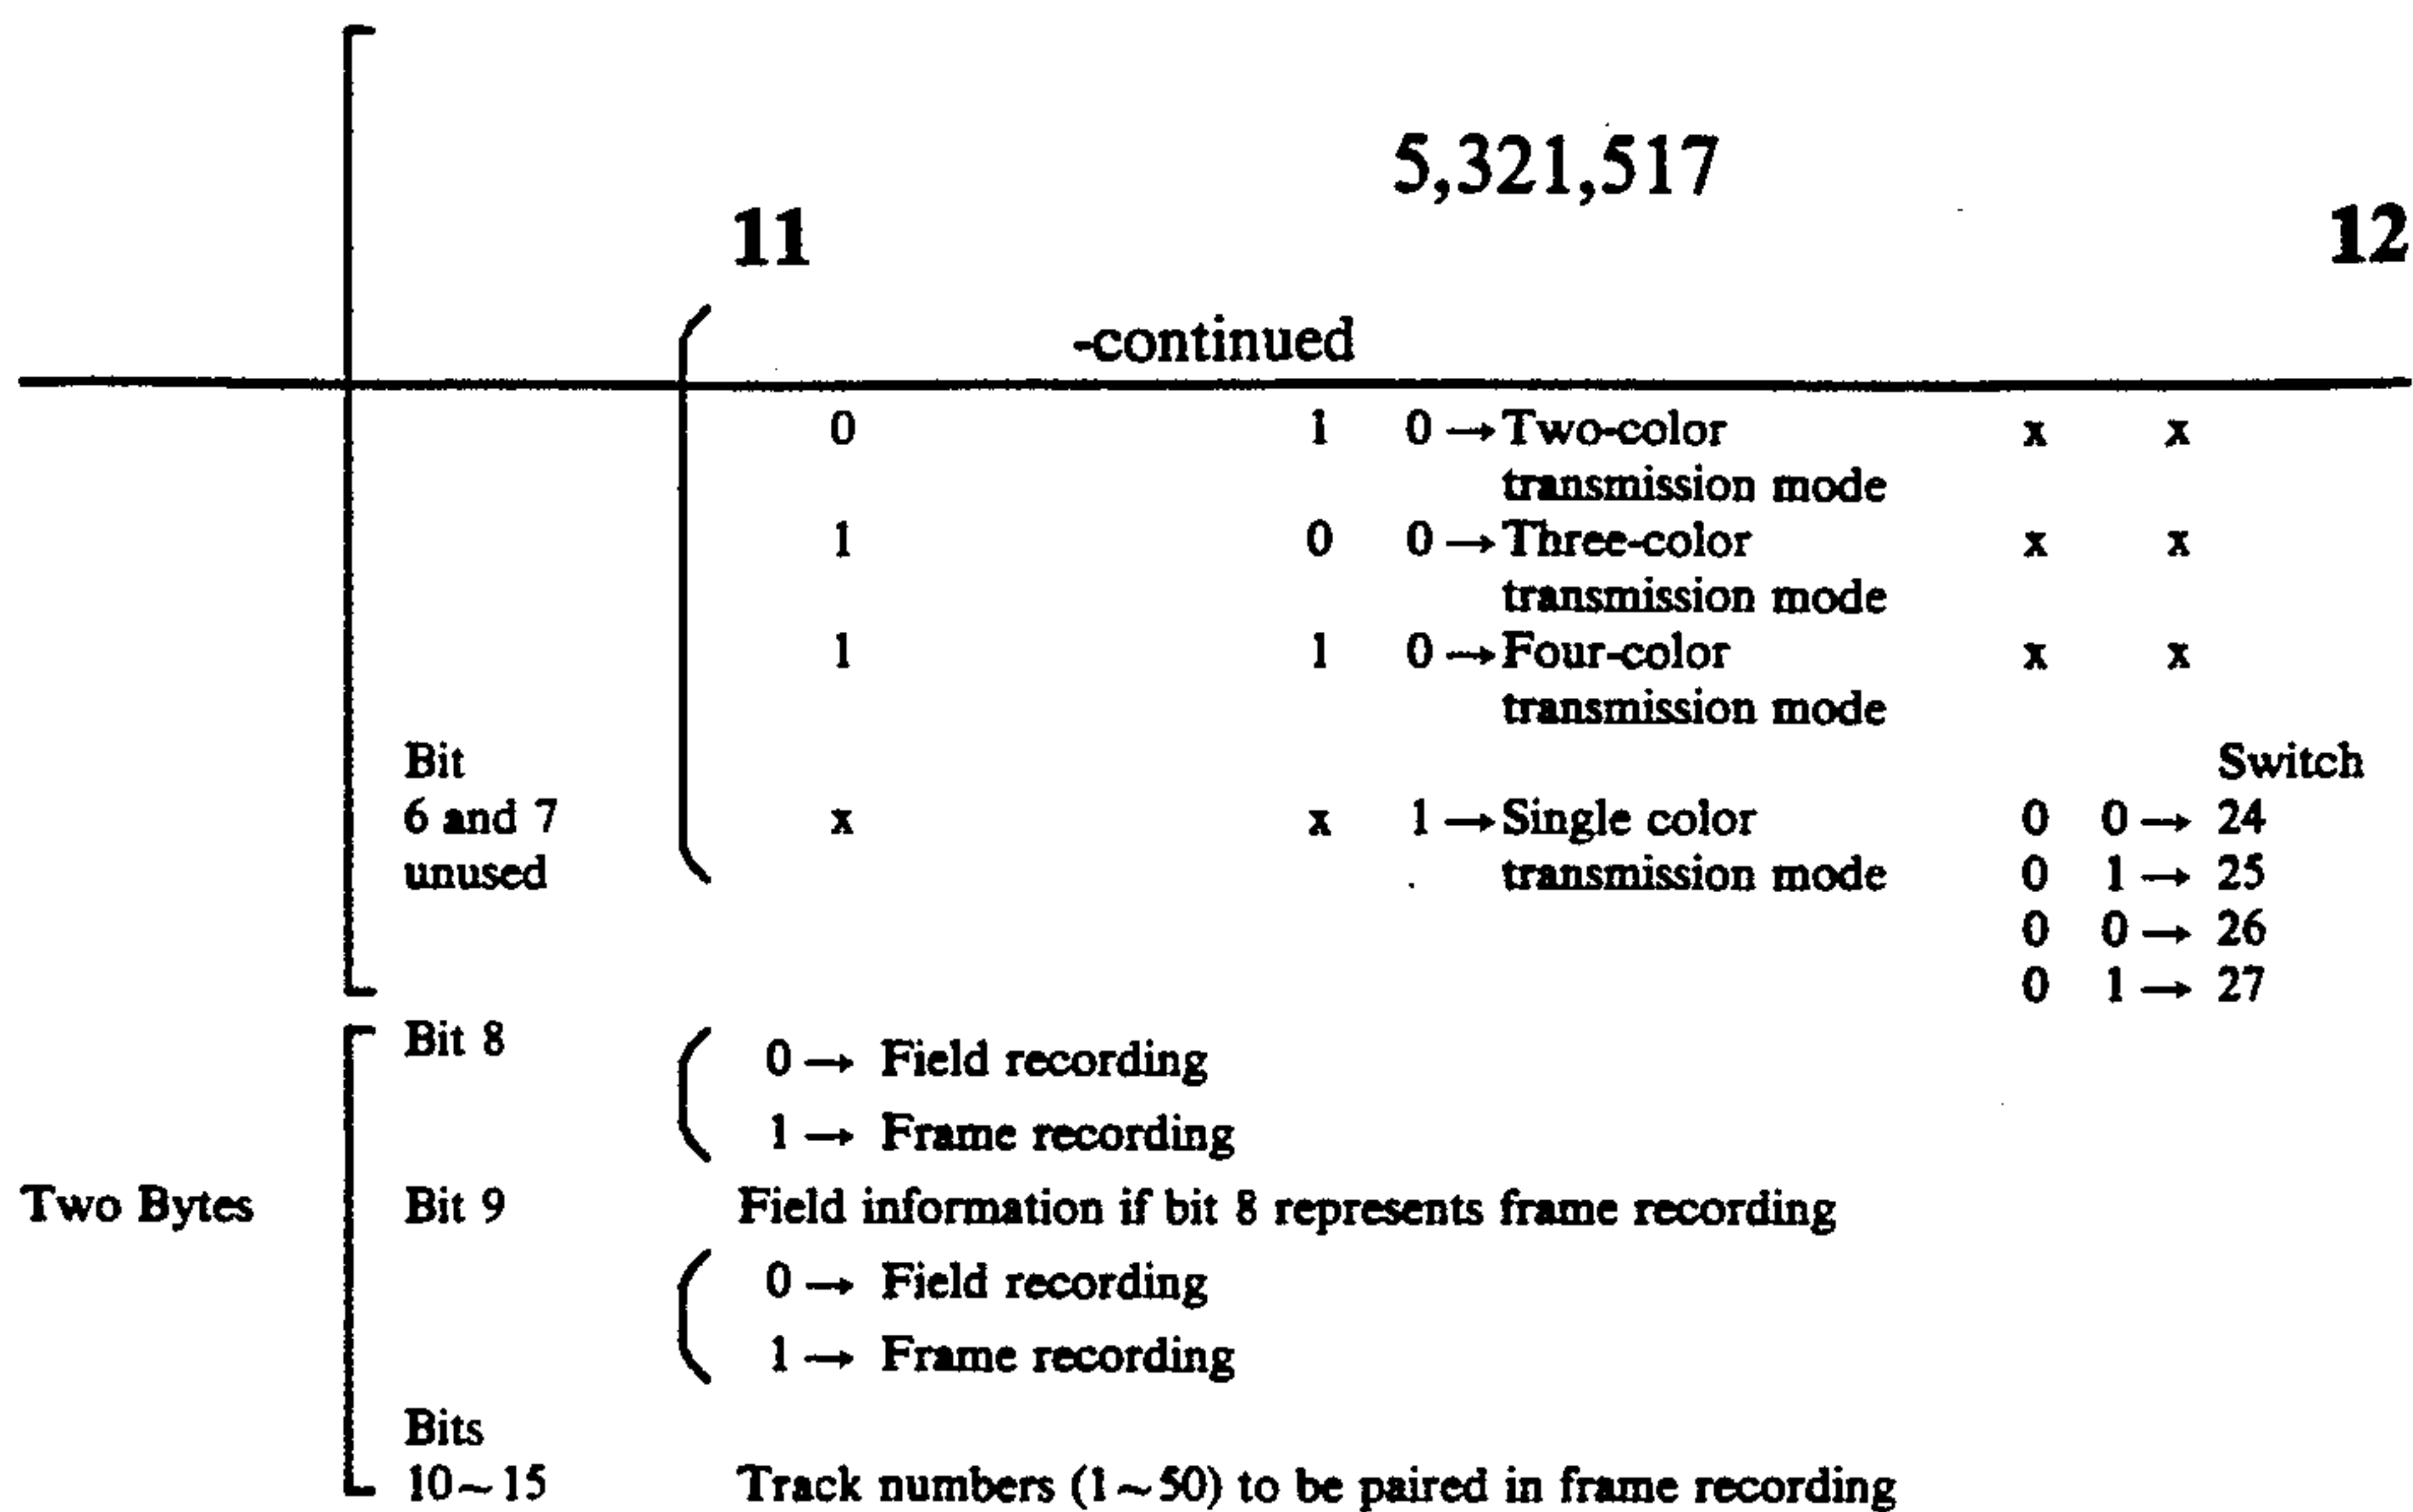 5,321,517
11 12
-continued
0 1 0 → Two-color x x
transmission mode
1 0 0 → Three-color x x
transmission mode
1 1 0 → Four-color x x
transmission mode
Bit Switch
6 and 7 x x 1 → Single color 0 0 → 24
unused transmission mode 0 1 → 25
0 0 → 26
0 1 → 27
Bit 8 0 → Field recording
1 → Frame recording
Two Bytes Bit 9 Field information if bit 8 represents frame recording
0 → Field recording
1 → Frame recording
Bits
10~15 Track numbers (1~50) to be paired in frame recording